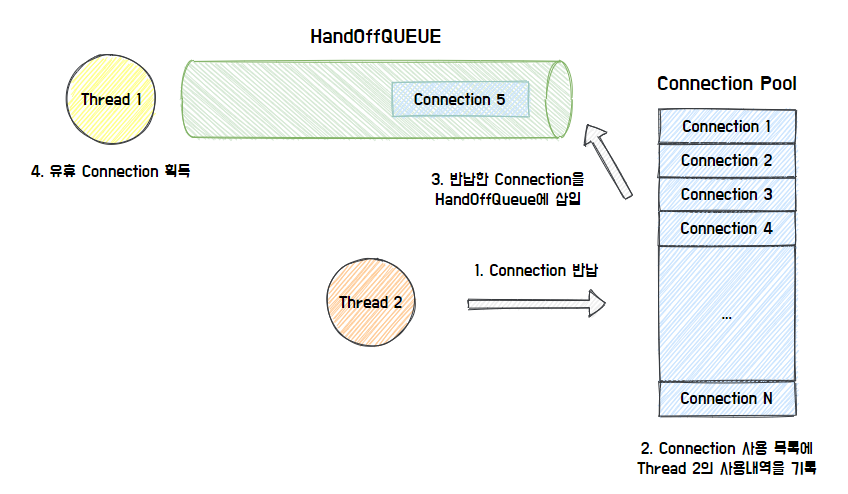 HandOffQUEUE
Thread 1
Connection 5
Connection Pool
Connection 1
Connection 2
Connection 3
Connection 4
...
Connection N
4. 유휴 Connection 획득
3. 반납한 Connection을
HandOffQueue에 삽입
Thread 2
1. Connection 반납
2. Connection 사용 목록에
Thread 2의 사용내역을 기록